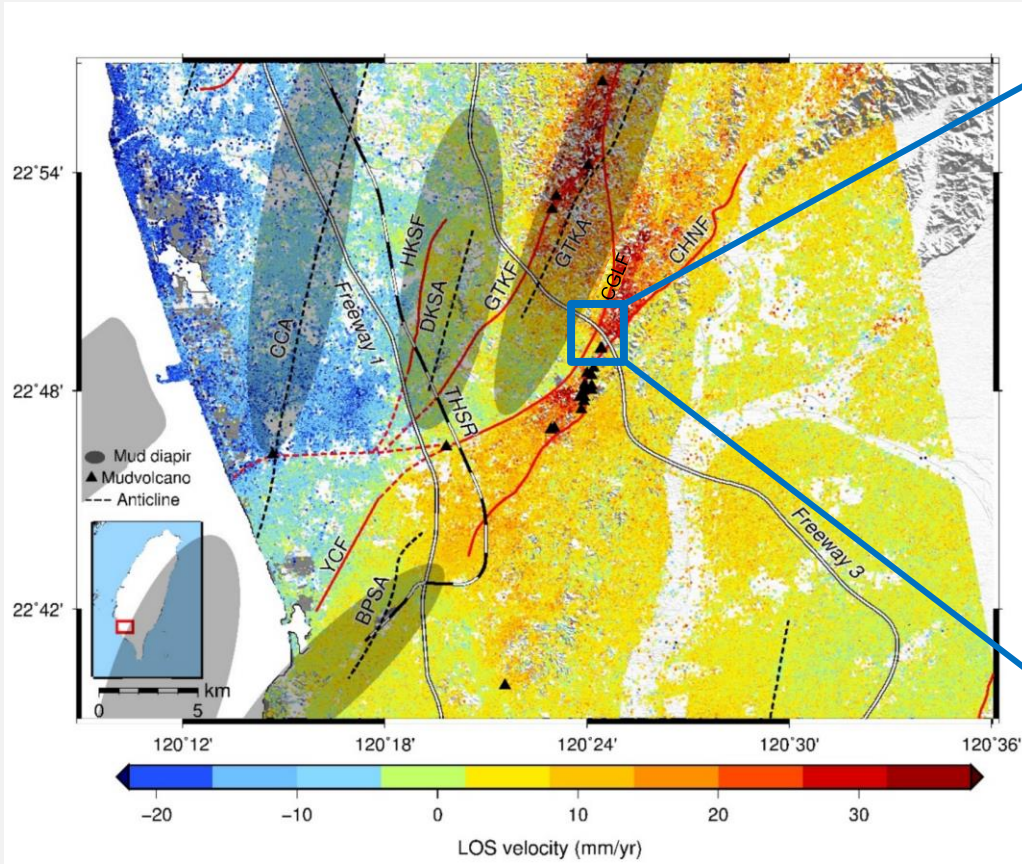 22°54'
22°48'
22°42'
CCA
Freeway 1
HKSF
DKSA
GTKF
GTKA
CGLF
CHNF
THSR
YCF
BPSA
Freeway 3
Mud diapir
Mudvolcano
Anticline
km
0 5
120°12' 120°18' 120°24' 120°30' 120°36'
−20 −10 0 10 20 30
LOS velocity (mm/yr)